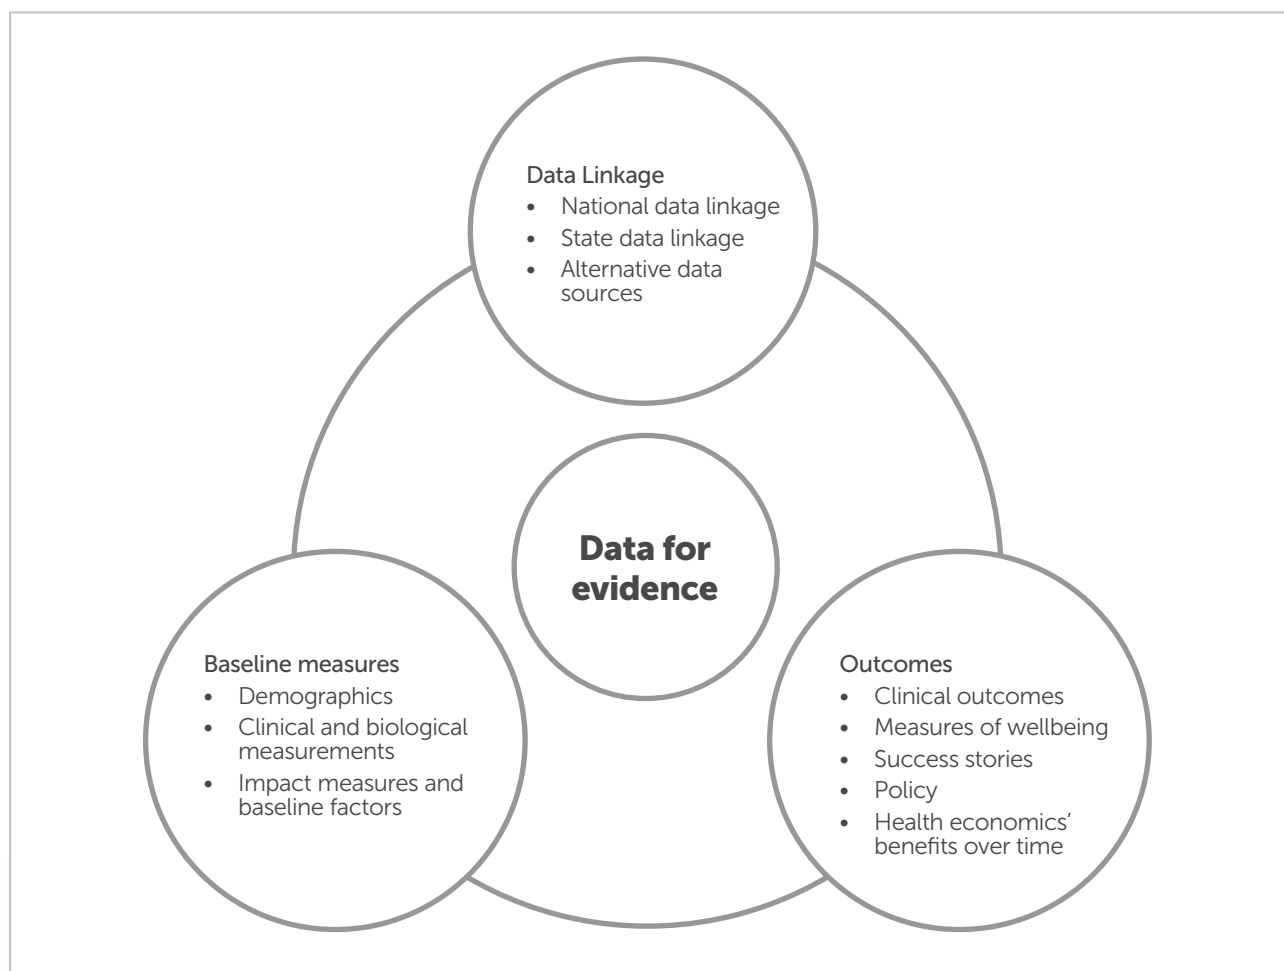 Data Linkage
• National data linkage
• State data linkage
• Alternative data
sources
Data for
evidence
Baseline measures
• Demographics
• Clinical and biological
measurements
• Impact measures and
baseline factors
Outcomes
• Clinical outcomes
• Measures of wellbeing
• Success stories
• Policy
• Health economics’
benefits over time